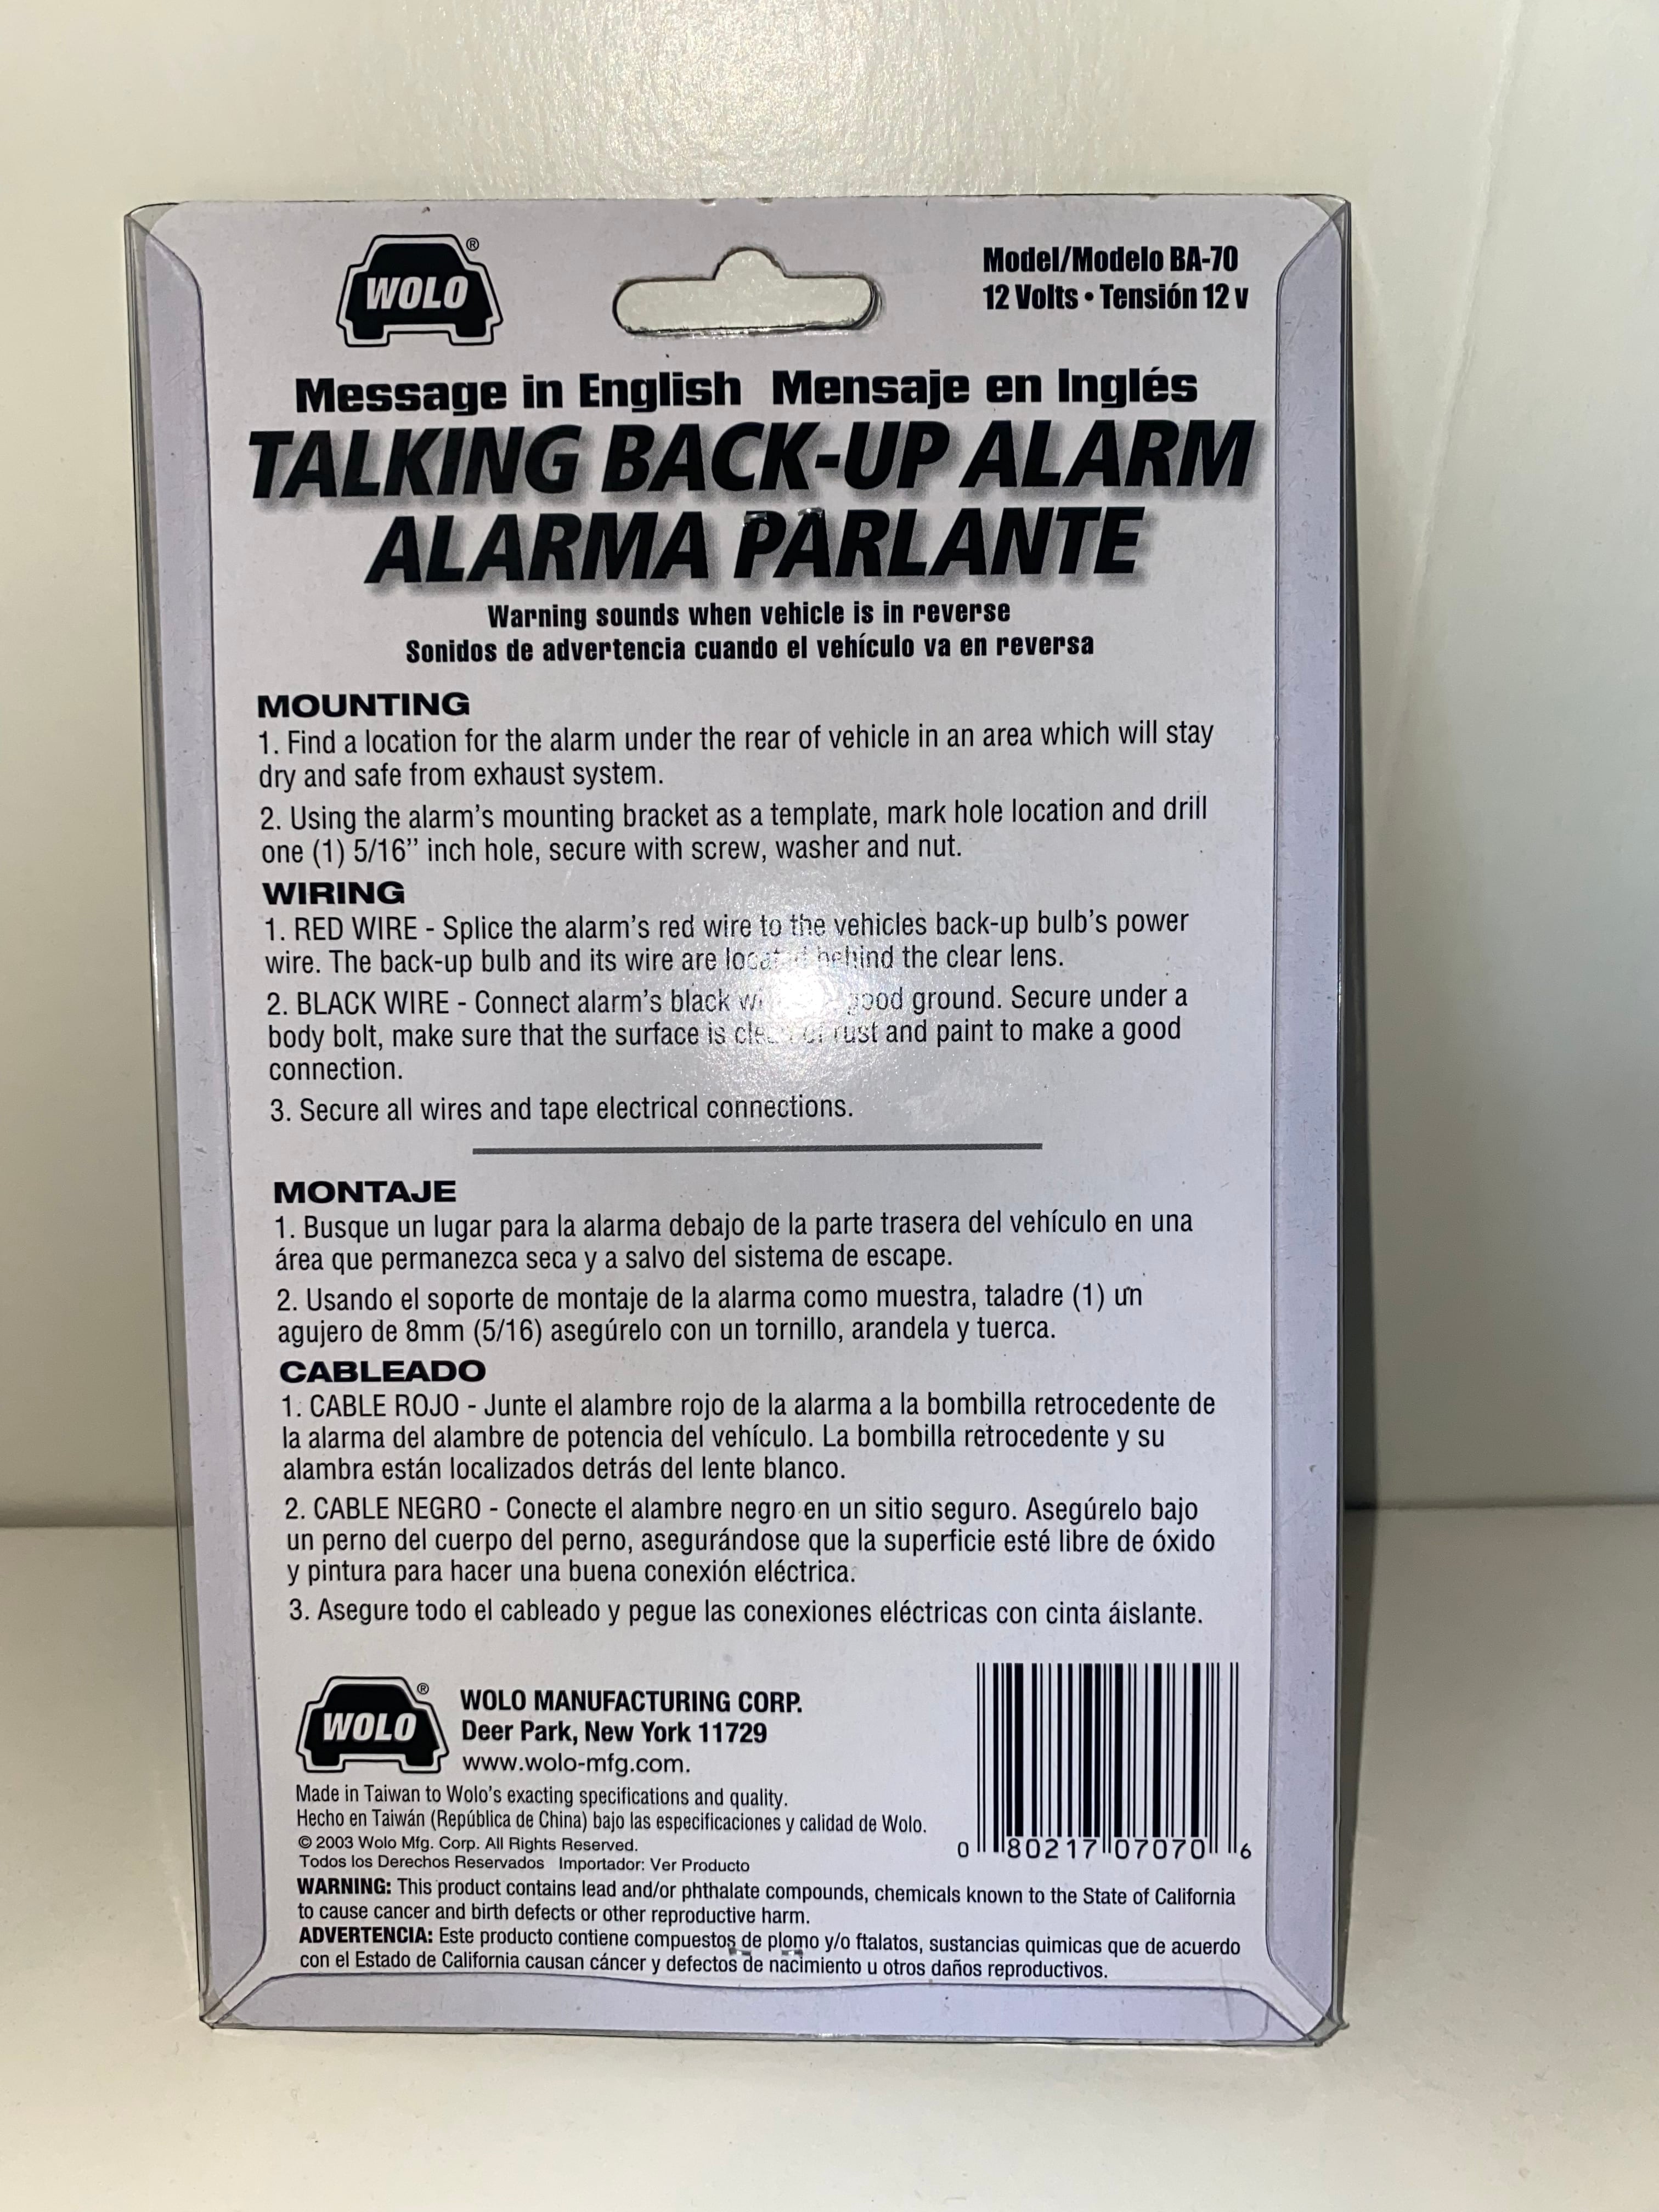 WOLO®
Model/Modelo BA-70
12 Volts • Tensión 12 v
Message in English Mensaje en Inglés
TALKING BACK-UP ALARM
ALARMA PARLANTE
Warning sounds when vehicle is in reverse
Sonidos de advertencia cuando el vehículo va en reversa
MOUNTING
1. Find a location for the alarm under the rear of vehicle in an area which will stay
dry and safe from exhaust system.
2. Using the alarm's mounting bracket as a template, mark hole location and drill
one (1) 5/16” inch hole, secure with screw, washer and nut.
WIRING
1. RED WIRE - Splice the alarm's red wire to the vehicles back-up bulb's power
wire. The back-up bulb and its wire are located behind the clear lens.
2. BLACK WIRE - Connect alarm's black good ground. Secure under a
body bolt, make sure that the surface is clean of rust and paint to make a good
connection.
3. Secure all wires and tape electrical connections.
MONTAJE
1. Busque un lugar para la alarma debajo de la parte trasera del vehículo en una
área que permanezca seca y a salvo del sistema de escape.
2. Usando el soporte de montaje de la alarma como muestra, taladre (1) un
agujero de 8mm (5/16) asegúrelo con un tornillo, arandela y tuerca.
CABLEADO
1. CABLE ROJO - Junte el alambre rojo de la alarma a la bombilla retrocedente de
la alarma del alambre de potencia del vehículo. La bombilla retrocedente y su
alambra están localizados detrás del lente blanco.
2. CABLE NEGRO - Conecte el alambre negro en un sitio seguro. Asegúrelo bajo
un perno del cuerpo del perno, asegurándose que la superficie esté libre de óxido
y pintura para hacer una buena conexión eléctrica.
3. Asegure todo el cableado y pegue las conexiones eléctricas con cinta áislante.
WOLO®
WOLO MANUFACTURING CORP.
Deer Park, New York 11729
www.wolo-mfg.com.
Made in Taiwan to Wolo's exacting specifications and quality.
Hecho en Taiwán (República de China) bajo las especificaciones y calidad de Wolo.
© 2003 Wolo Mfg. Corp. All Rights Reserved.
Todos los Derechos Reservados Importador: Ver Producto
0 80217 07070 6
WARNING: This product contains lead and/or phthalate compounds, chemicals known to the State of California
to cause cancer and birth defects or other reproductive harm.
ADVERTENCIA: Este producto contiene compuestos de plomo y/o ftalatos, sustancias quimicas que de acuerdo
con el Estado de California causan cáncer y defectos de nacimiento u otros daños reproductivos.